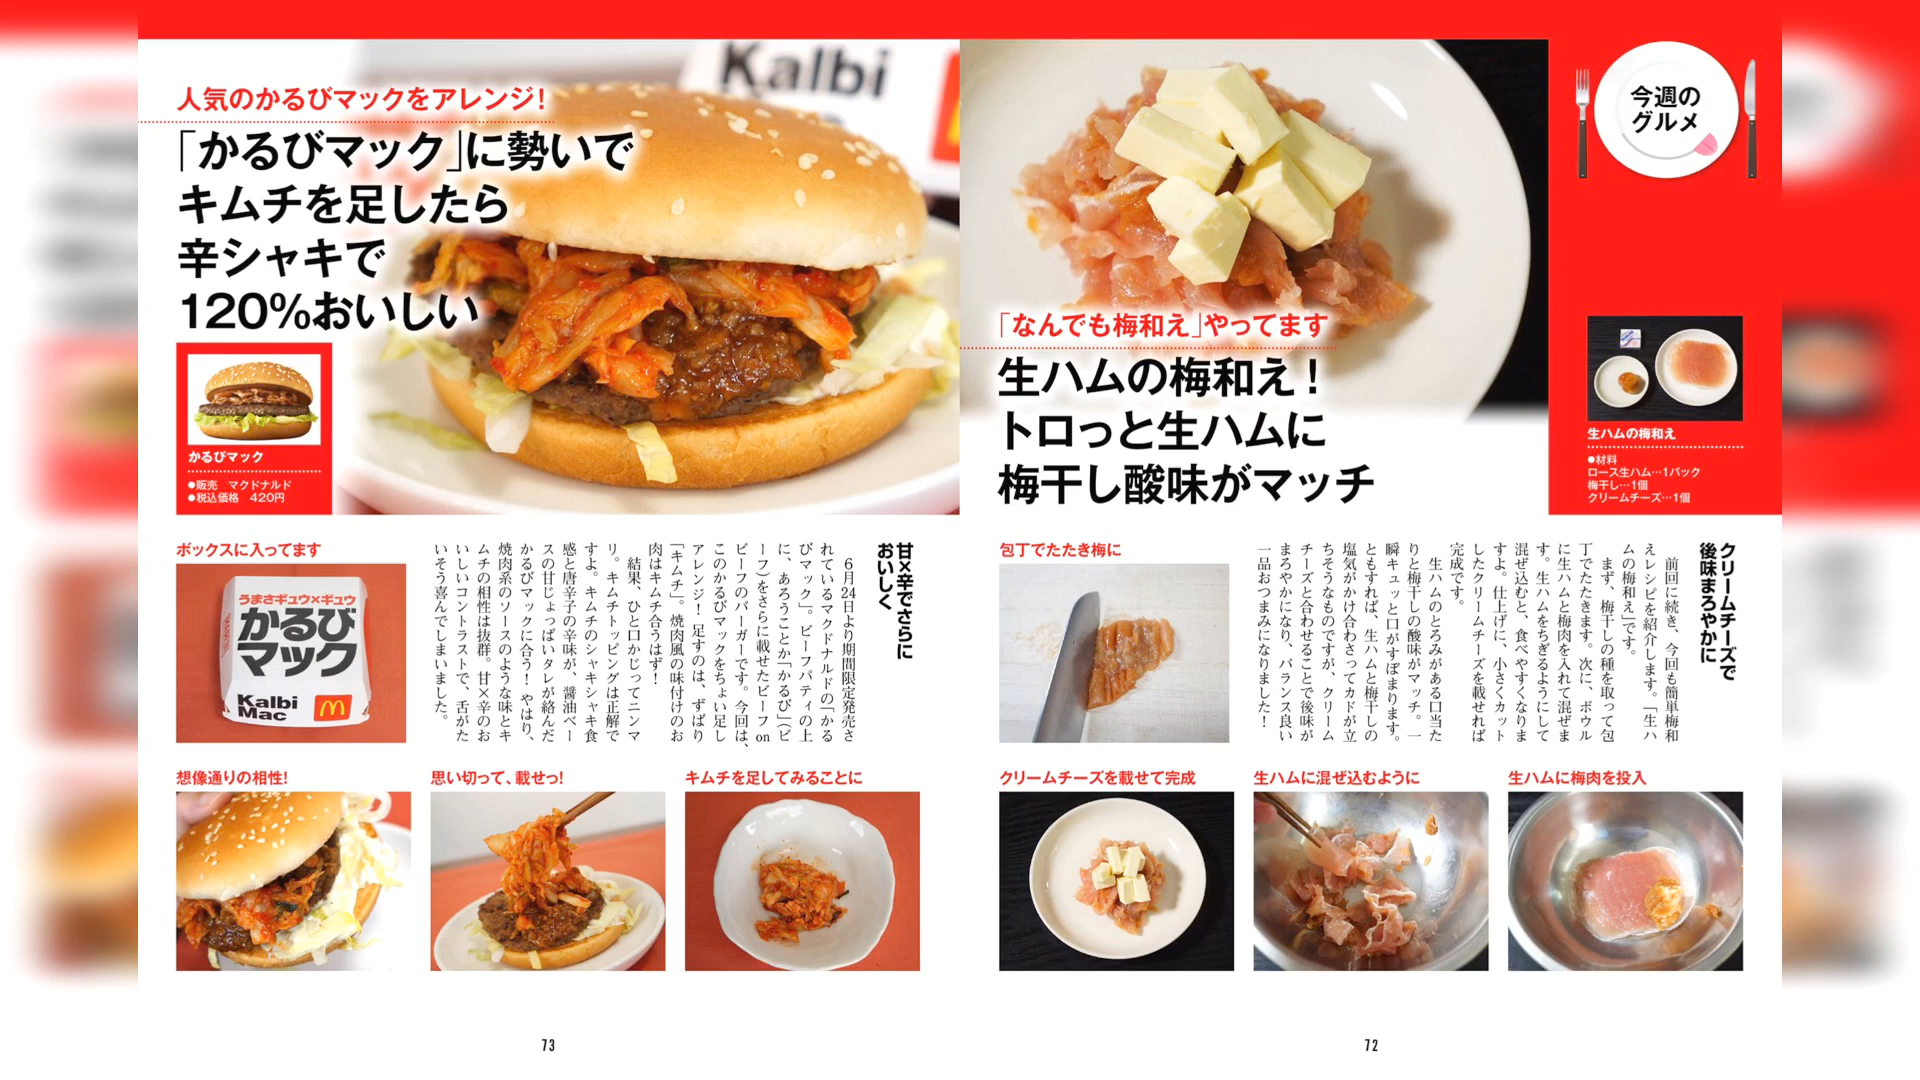 今週の
グルメ
「なんでも梅和え」やってます
生ハムの梅和え！
トロっと生ハムに
梅干し酸味がマッチ
生ハムの梅和え
●材料
ロース生ハム…1パック
梅干し…1個
クリームチーズ…1個
クリームチーズで
後味まろやかに
前回に続き、今回も簡単梅和
えレシピを紹介します。「生ハ
ムの梅和え」です。
まず、梅干しの種を取って包
丁でたたきます。次に、ボウル
に生ハムと梅肉を入れて混ぜま
す。生ハムをちぎるようにして
混ぜ込むと、食べやすくなりま
すよ。仕上げに、小さくカット
したクリームチーズを載せれば
完成です。
生ハムのとろみがある口当た
りと梅干しの酸味がマッチ。一
瞬キュッと口がすぼまります。
ともすれば、生ハムと梅干しの
塩気がかけ合わさってカドが立
ちそうなものですが、クリーム
チーズと合わせることで後味が
まろやかになり、バランス良い
一品おつまみになりました！
包丁でたたき梅に
生ハムに梅肉を投入
生ハムに混ぜ込むように
クリームチーズを載せて完成
72
人気のかるびマックをアレンジ！
「かるびマック」に勢いで
キムチを足したら
辛シャキで
120%おいしい
Kalbi
かるびマック
●販売　マクドナルド
●税込価格　420円
甘×辛でさらに
おいしく
6月24日より期間限定発売さ
れているマクドナルドの「かる
びマック」。ビーフパティの上
に、あろうことか「かるび」（ビ
ーフ）をさらに載せたビーフon
ビーフのバーガーです。今回は、
このかるびマックをちょい足し
アレンジ！ 足すのは、ずばり
「キムチ」。焼肉風の味付けのお
肉はキムチ合うはず！
結果、ひと口かじってニンマ
リ。キムチトッピングは正解で
すよ。キムチのシャキシャキ食
感と唐辛子の辛味が、醤油ベー
スの甘じょっぱいタレが絡んだ
かるびマックに合う！ やはり、
焼肉系のソースのような味とキ
ムチの相性は抜群。甘×辛のお
いしいコントラストで、舌がた
いそう喜んでしまいました。
ボックスに入ってます
うまさギュウ×ギュウ
かるび
マック
Kalbi
Mac
キムチを足してみることに
思い切って、載せっ！
想像通りの相性！
73